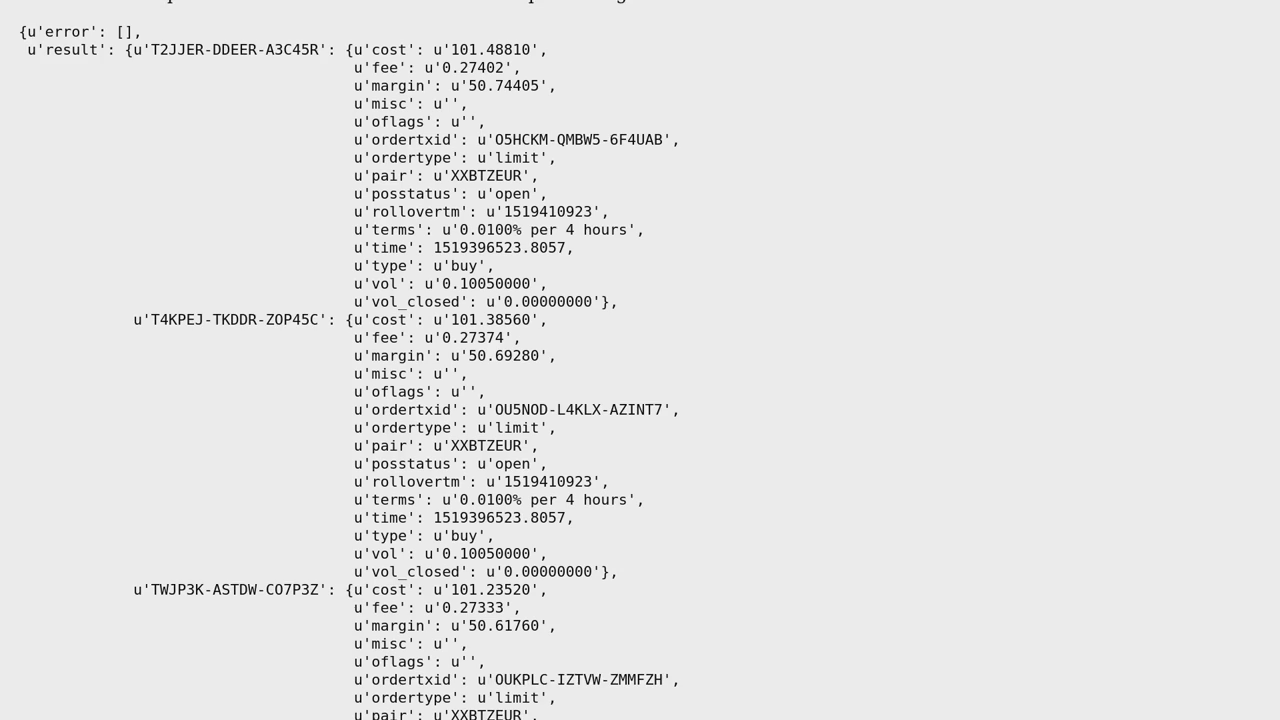 {u'error': [],
 u'result': {u'T2JJER-DDEER-A3C45R': {u'cost': u'101.48810',
                                      u'fee': u'0.27402',
                                      u'margin': u'50.74405',
                                      u'misc': u'',
                                      u'oflags': u'',
                                      u'ordertxid': u'O5HCKM-QMBW5-6F4UAB',
                                      u'ordertype': u'limit',
                                      u'pair': u'XXBTZEUR',
                                      u'posstatus': u'open',
                                      u'rollovertm': u'1519410923',
                                      u'terms': u'0.0100% per 4 hours',
                                      u'time': 1519396523.8057,
                                      u'type': u'buy',
                                      u'vol': u'0.10050000',
                                      u'vol_closed': u'0.00000000'},
             u'T4KPEJ-TKDDR-ZOP45C': {u'cost': u'101.38560',
                                      u'fee': u'0.27374',
                                      u'margin': u'50.69280',
                                      u'misc': u'',
                                      u'oflags': u'',
                                      u'ordertxid': u'OU5NOD-L4KLX-AZINT7',
                                      u'ordertype': u'limit',
                                      u'pair': u'XXBTZEUR',
                                      u'posstatus': u'open',
                                      u'rollovertm': u'1519410923',
                                      u'terms': u'0.0100% per 4 hours',
                                      u'time': 1519396523.8057,
                                      u'type': u'buy',
                                      u'vol': u'0.10050000',
                                      u'vol_closed': u'0.00000000'},
             u'TWJP3K-ASTDW-CO7P3Z': {u'cost': u'101.23520',
                                      u'fee': u'0.27333',
                                      u'margin': u'50.61760',
                                      u'misc': u'',
                                      u'oflags': u'',
                                      u'ordertxid': u'OUKPLC-IZTVW-ZMMFZH',
                                      u'ordertype': u'limit',
                                      u'pair': u'XXBTZEUR',